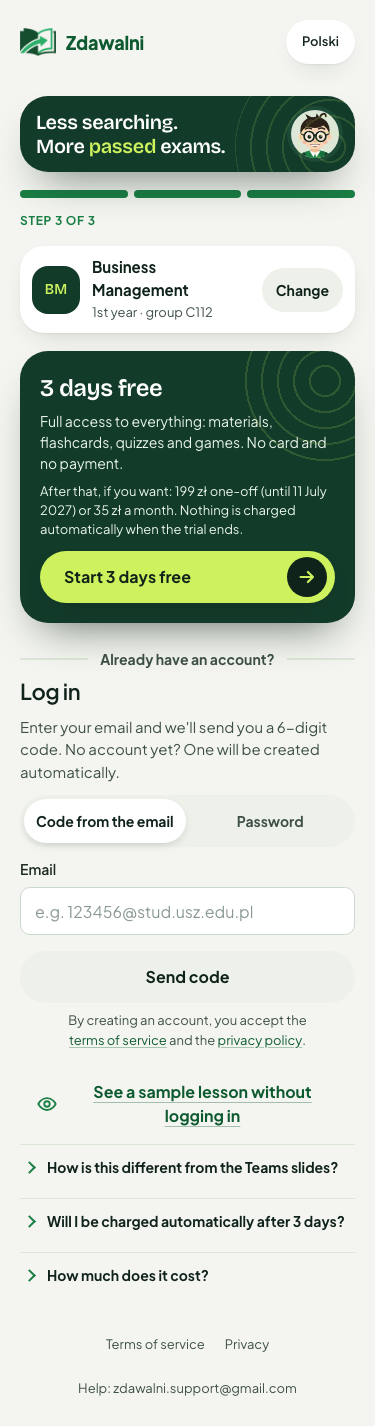 Zdawalni
Polski
Less searching.
More passed exams.
STEP 3 OF 3
BM
Business
Management
1st year · group C112
Change
3 days free
Full access to everything: materials,
flashcards, quizzes and games. No card and
no payment.
After that, if you want: 199 zł one-off (until 11 July
2027) or 35 zł a month. Nothing is charged
automatically when the trial ends.
Start 3 days free
Already have an account?
Log in
Enter your email and we'll send you a 6-digit
code. No account yet? One will be created
automatically.
Code from the email
Password
Email
e.g. 123456@stud.usz.edu.pl
Send code
By creating an account, you accept the
terms of service and the privacy policy.
See a sample lesson without
logging in
How is this different from the Teams slides?
Will I be charged automatically after 3 days?
How much does it cost?
Terms of service
Privacy
Help: zdawalni.support@gmail.com